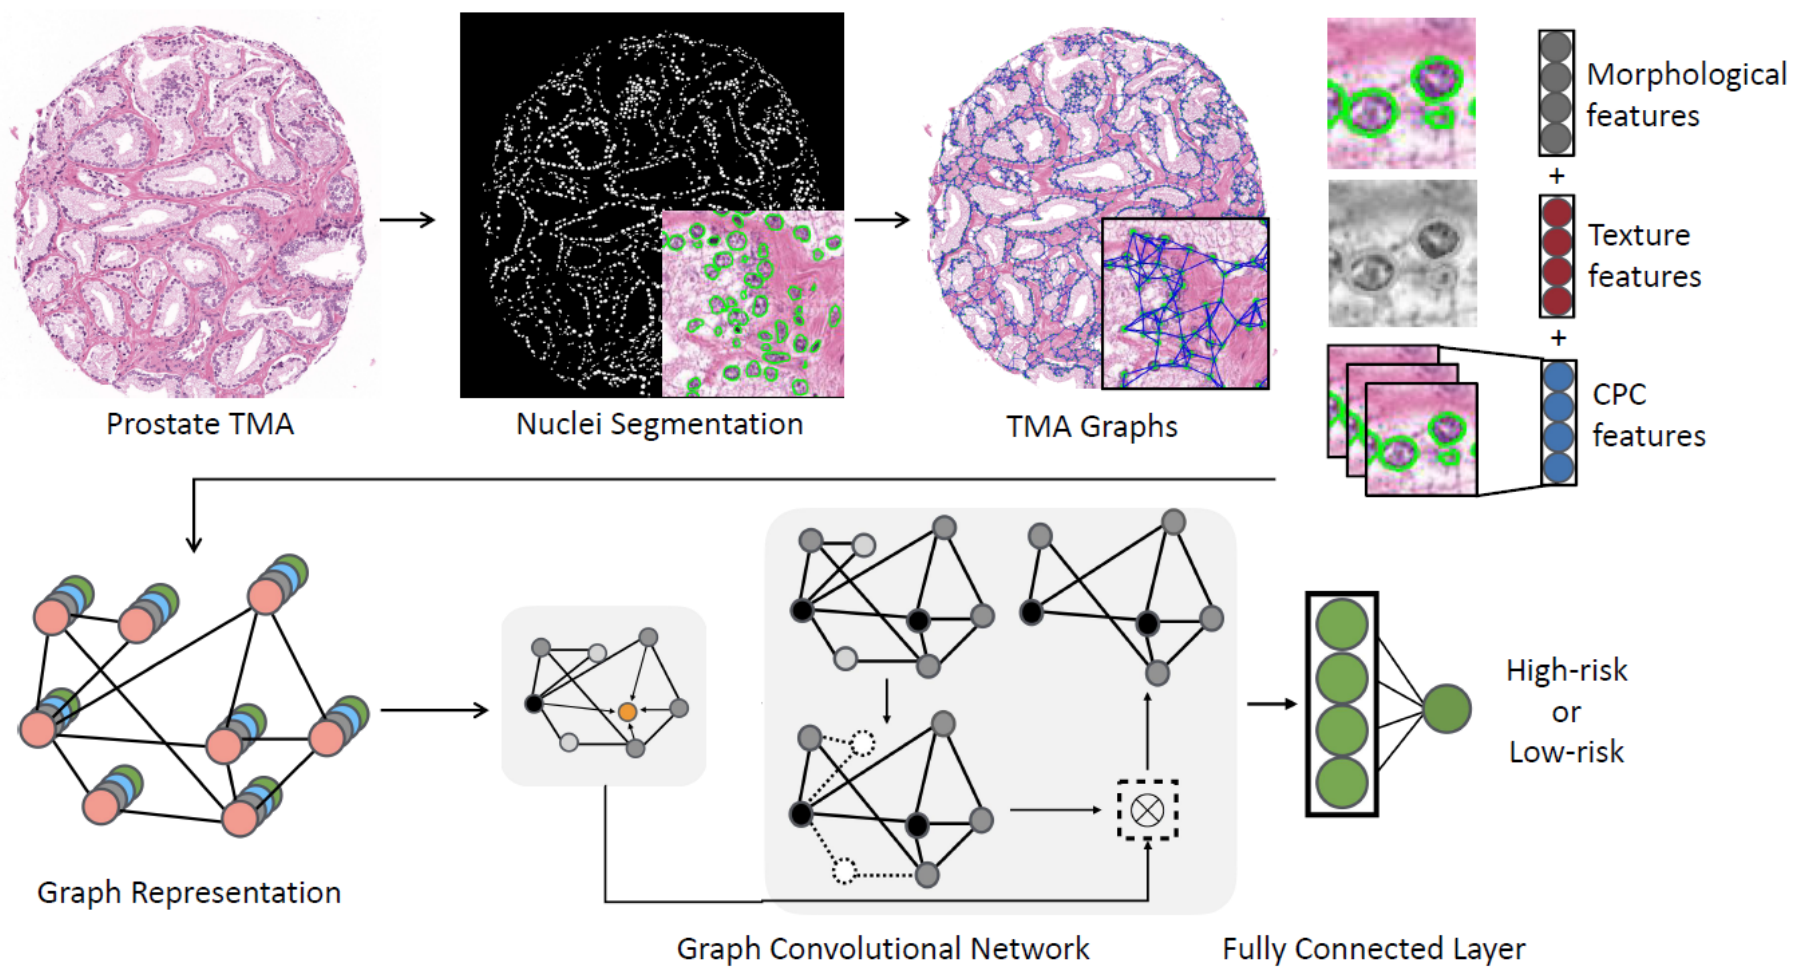 Prostate TMA
Nuclei Segmentation
TMA Graphs
Morphological
features
+
Texture
features
+
CPC
features
Graph Representation
Graph Convolutional Network
High-risk
or
Low-risk
Fully Connected Layer